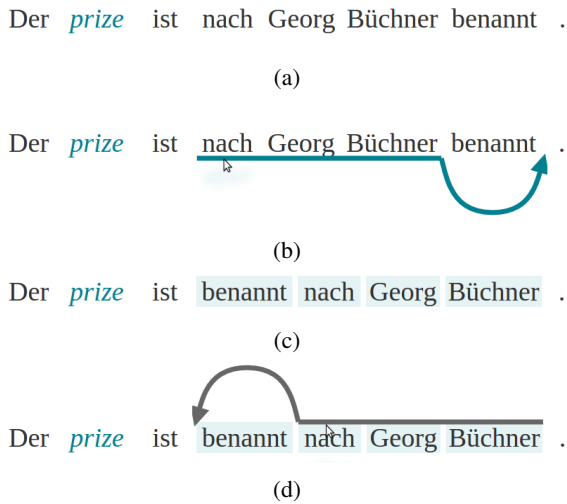 Der prize ist nach Georg Büchner benannt .
(a)
Der prize ist nach Georg Büchner benannt .
(b)
Der prize ist benannt nach Georg Büchner .
(c)
Der prize ist benannt nach Georg Büchner .
(d)